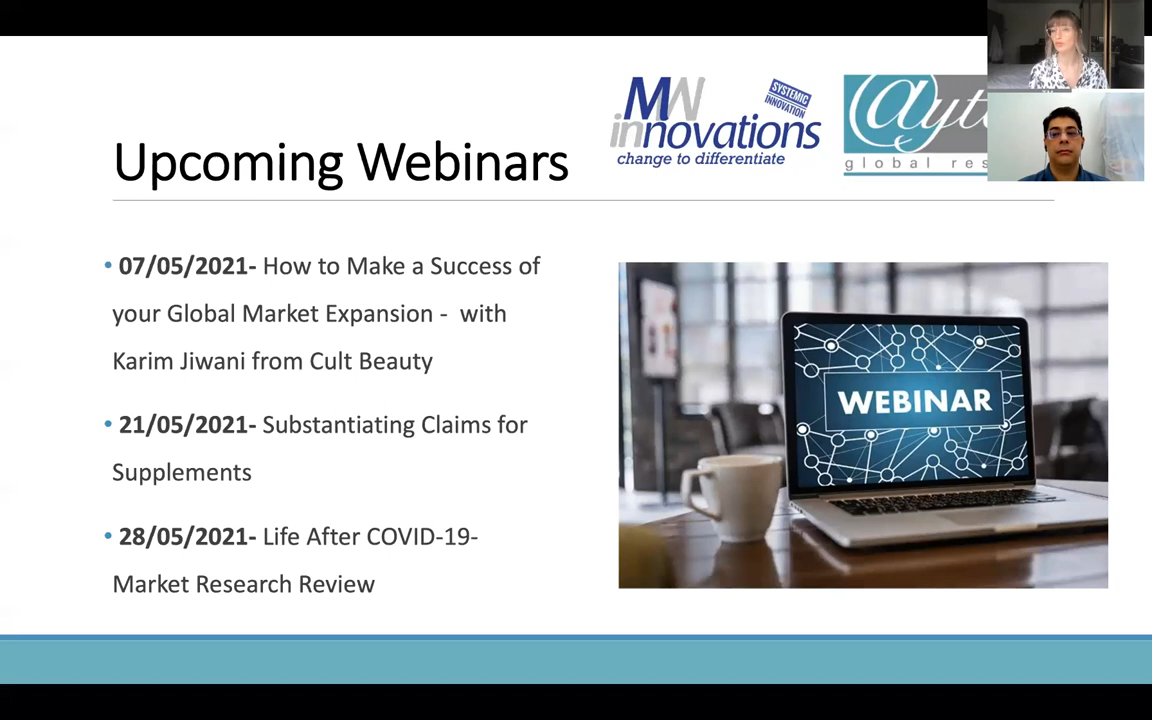 MW
innovations
change to differentiate
SYSTEMIC
INNOVATION
@yt
global res
Upcoming Webinars
• 07/05/2021- How to Make a Success of
your Global Market Expansion - with
Karim Jiwani from Cult Beauty
• 21/05/2021- Substantiating Claims for
Supplements
• 28/05/2021- Life After COVID-19-
Market Research Review
WEBINAR